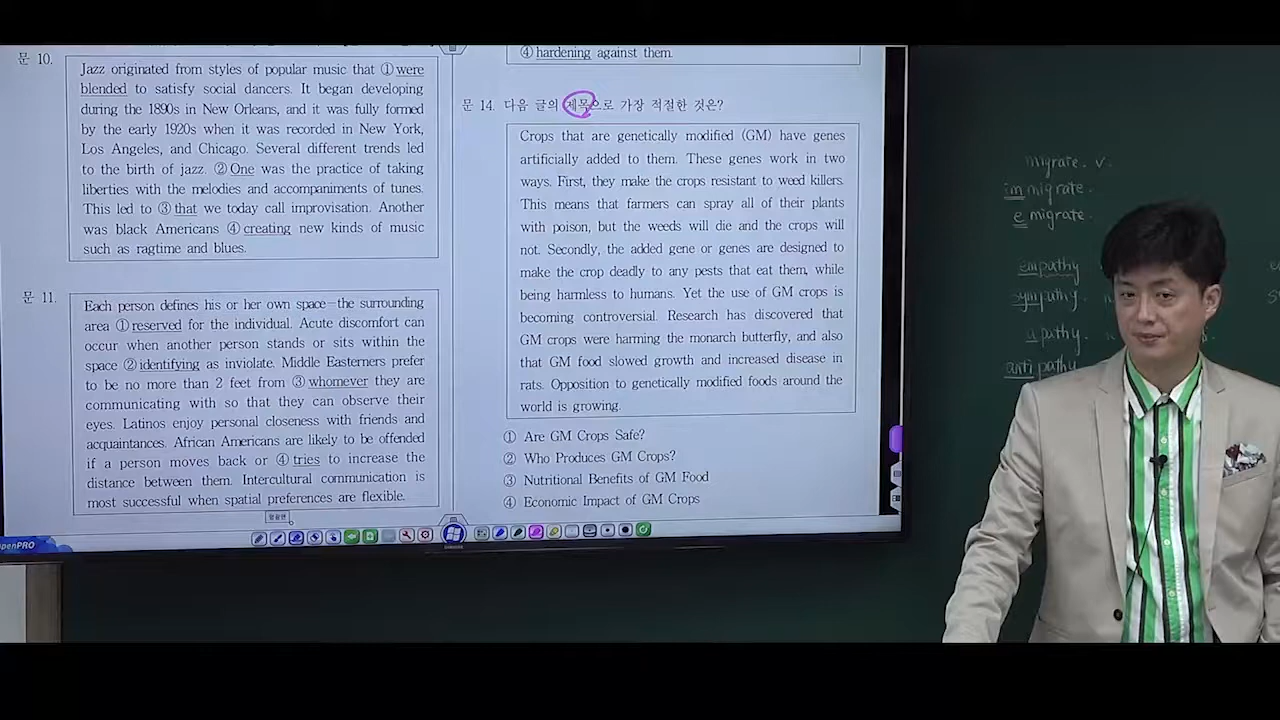 문 10.
Jazz originated from styles of popular music that ① were
blended to satisfy social dancers. It began developing
during the 1890s in New Orleans, and it was fully formed
by the early 1920s when it was recorded in New York,
Los Angeles, and Chicago. Several different trends led
to the birth of jazz. ② One was the practice of taking
liberties with the melodies and accompaniments of tunes.
This led to ③ that we today call improvisation. Another
was black Americans ④ creating new kinds of music
such as ragtime and blues.
문 11.
Each person defines his or her own space—the surrounding
area ① reserved for the individual. Acute discomfort can
occur when another person stands or sits within the
space ② identifying as inviolate. Middle Easterners prefer
to be no more than 2 feet from ③ whomever they are
communicating with so that they can observe their
eyes. Latinos enjoy personal closeness with friends and
acquaintances. African Americans are likely to be offended
if a person moves back or ④ tries to increase the
distance between them. Intercultural communication is
most successful when spatial preferences are flexible.
④ hardening against them.
문 14. 다음 글의 제목으로 가장 적절한 것은?
Crops that are genetically modified (GM) have genes
artificially added to them. These genes work in two
ways. First, they make the crops resistant to weed killers.
This means that farmers can spray all of their plants
with poison, but the weeds will die and the crops will
not. Secondly, the added gene or genes are designed to
make the crop deadly to any pests that eat them, while
being harmless to humans. Yet the use of GM crops is
becoming controversial. Research has discovered that
GM crops were harming the monarch butterfly, and also
that GM food slowed growth and increased disease in
rats. Opposition to genetically modified foods around the
world is growing.
① Are GM Crops Safe?
② Who Produces GM Crops?
③ Nutritional Benefits of GM Food
④ Economic Impact of GM Crops
migrate. v.
immigrate.
emigrate.
empathy
sympathy.
apathy.
antipathy